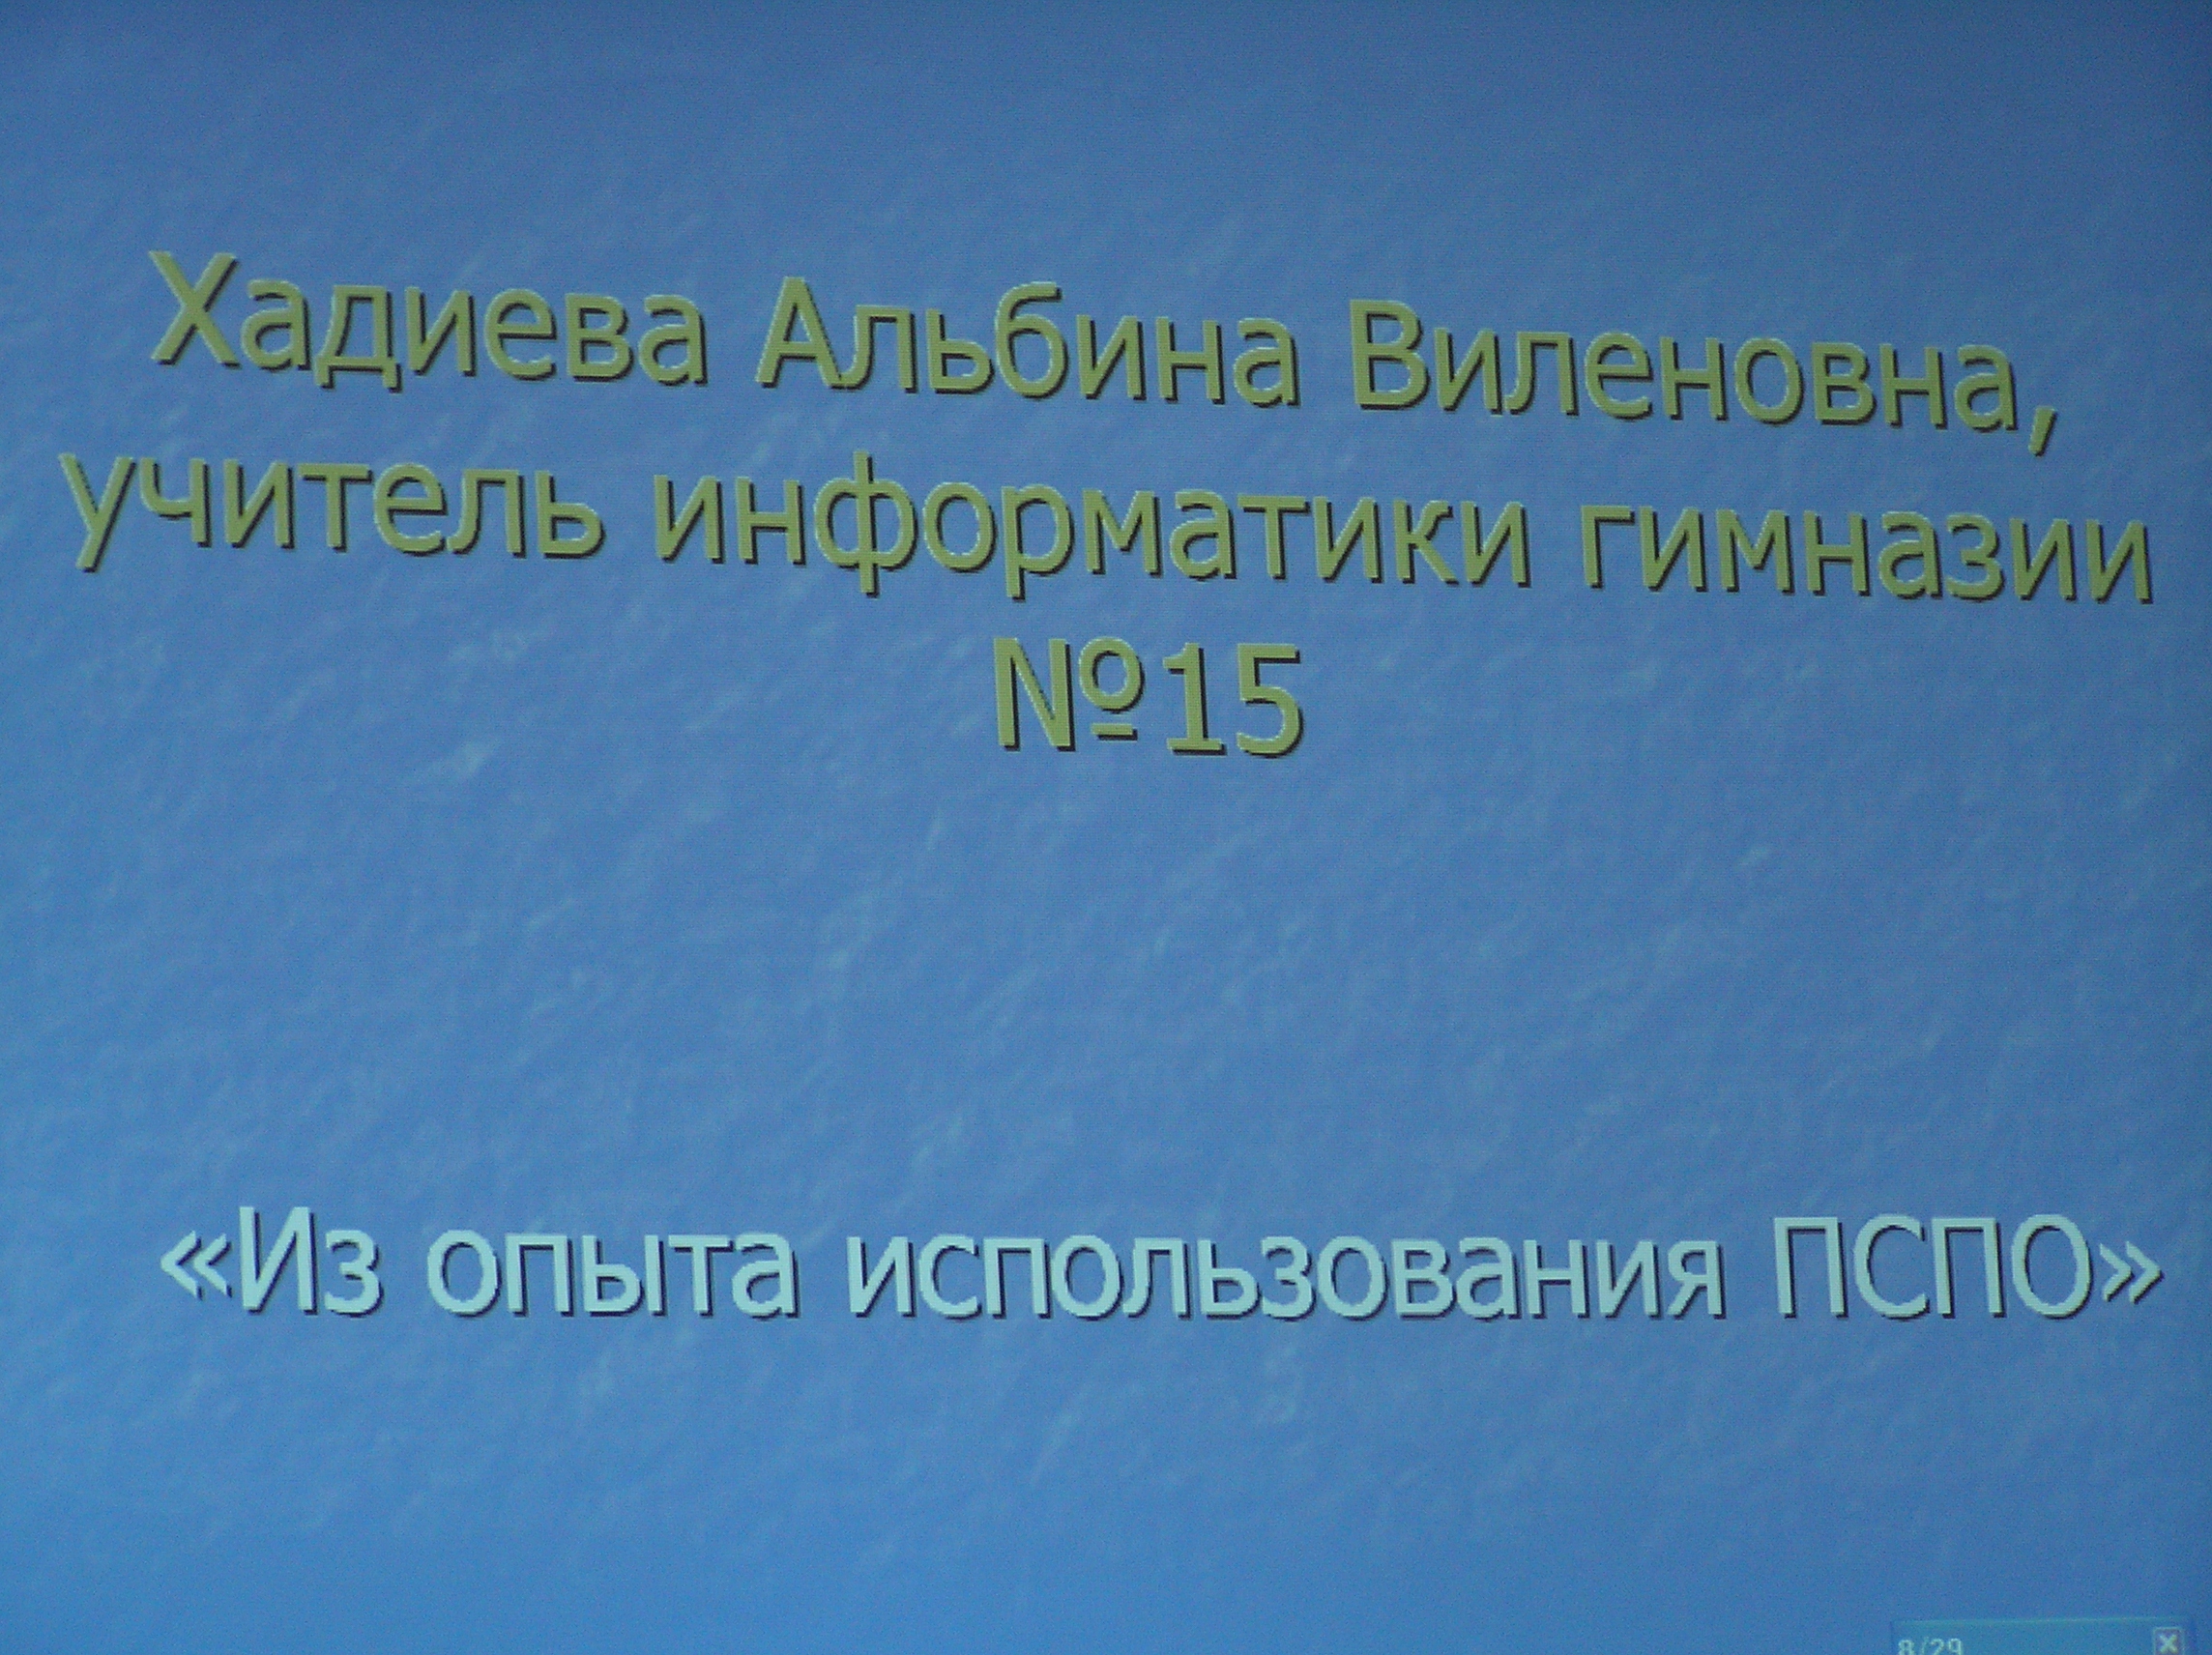 Хадиева Альбина Виленовна,
учитель информатики гимназии
№15
«Из опыта использования ПСПО»
8/29